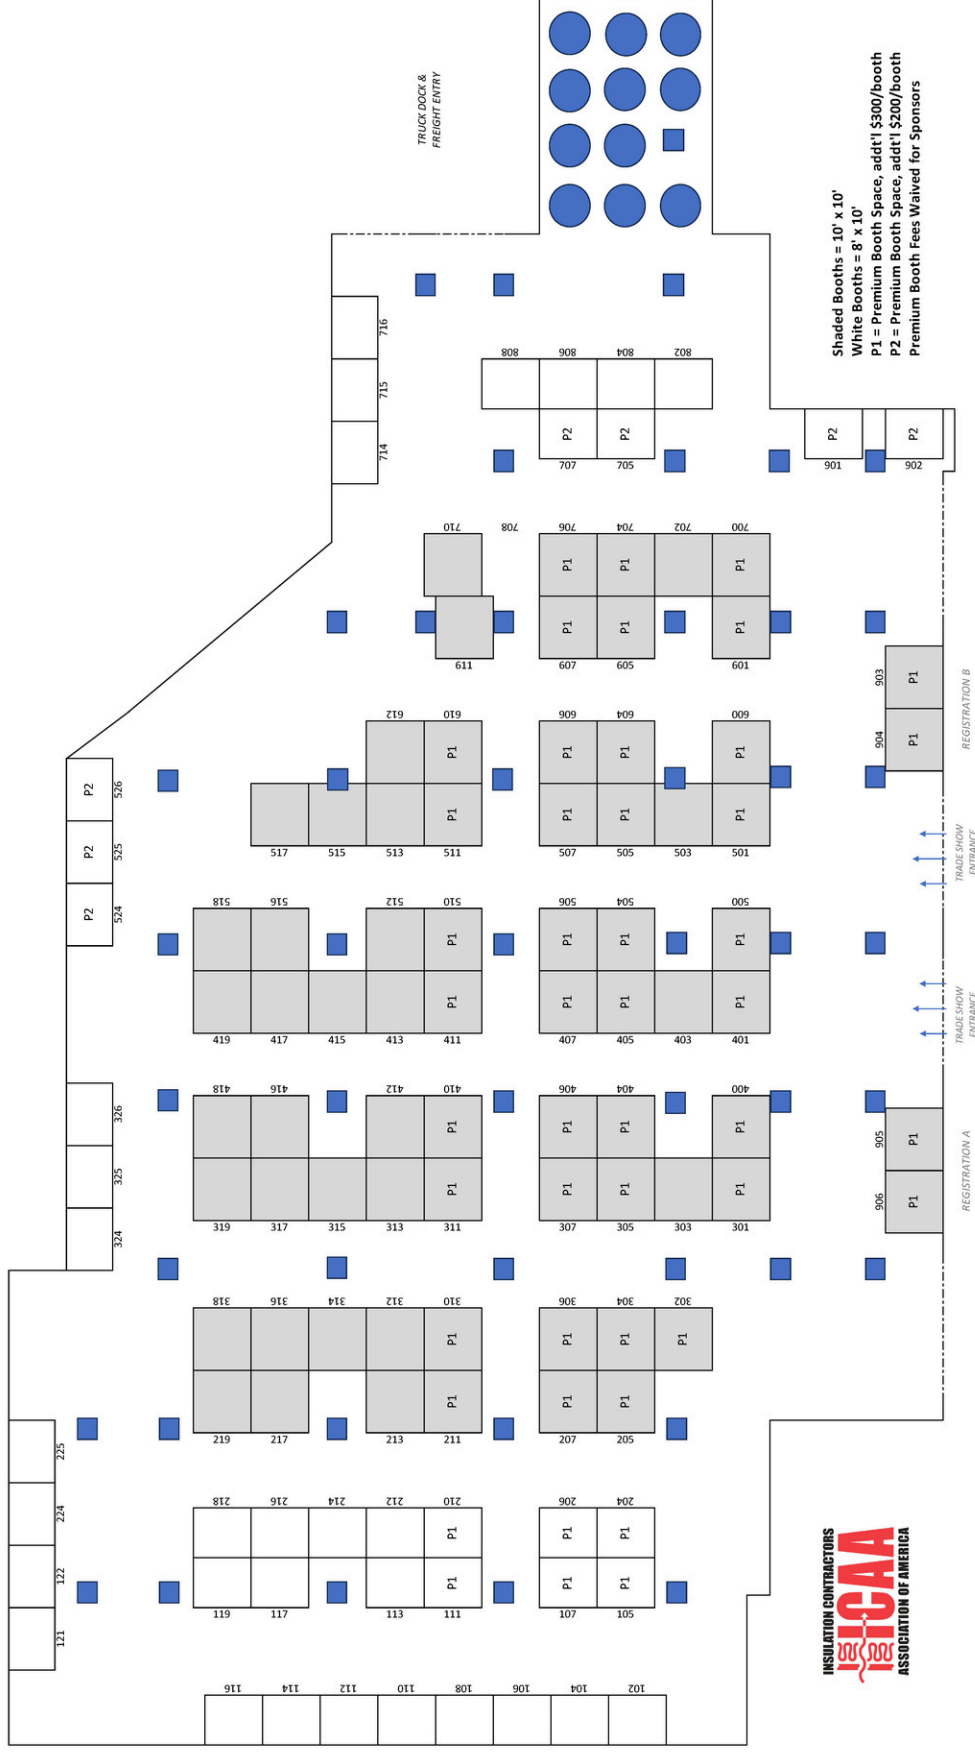 TRUCK DOCK &
FREIGHT ENTRY
Shaded Booths = 10' x 10'
White Booths = 8' x 10'
P1 = Premium Booth Space, addt'l $300/booth
P2 = Premium Booth Space, addt'l $200/booth
Premium Booth Fees Waived for Sponsors
716
715
714
808
806
804
802
P2
P2
707
705
P2
P2
901
902
710
708
706
704
702
700
P1
P1
P1
P1
P1
P1
611
607
605
601
903
P1
904
P1
REGISTRATION B
612
610
606
604
600
P1
P1
P1
P1
P1
P1
P1
P1
517
515
513
511
507
505
503
501
P2
526
P2
525
P2
524
TRADE SHOW
ENTRANCE
TRADE SHOW
ENTRANCE
518
516
512
510
506
504
500
P1
P1
P1
P1
P1
P1
P1
P1
419
417
415
413
411
407
405
403
401
418
416
412
410
406
404
400
P1
P1
P1
P1
P1
P1
P1
P1
319
317
315
313
311
307
305
303
301
326
325
324
905
P1
906
P1
REGISTRATION A
318
316
314
312
310
306
304
302
P1
P1
P1
P1
P1
P1
P1
219
217
213
211
207
205
225
224
122
121
218
216
214
212
210
206
204
P1
P1
P1
P1
P1
P1
119
117
113
111
107
105
116
114
112
110
108
106
104
102
INSULATION CONTRACTORS
ICAA
ASSOCIATION OF AMERICA